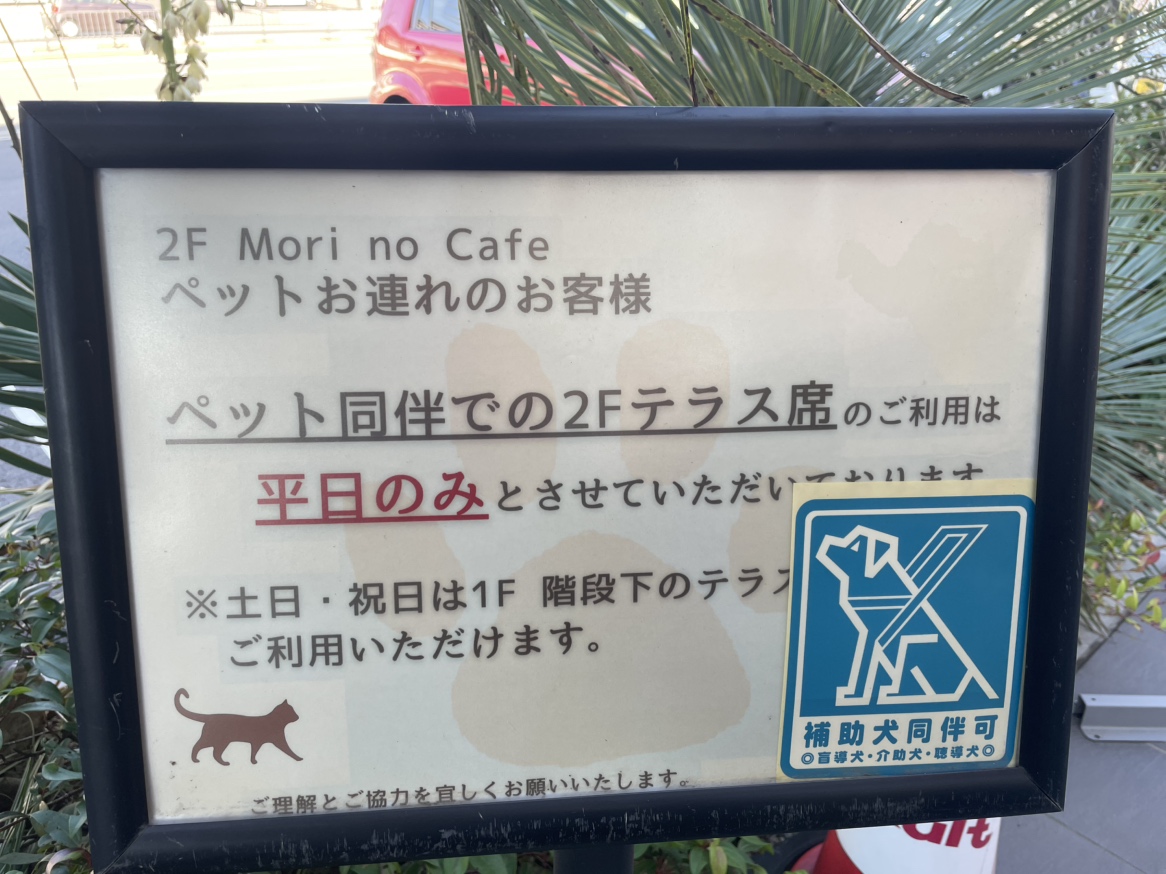 2F Mori no Cafe
ペットお連れのお客様
ペット同伴での2Fテラス席のご利用は
平日のみとさせていただいております
※土日・祝日は1F 階段下のテラス
ご利用いただけます。
補助犬同伴可
◎盲導犬・介助犬・聴導犬◎
ご理解とご協力を宜しくお願いいたします。
Gift